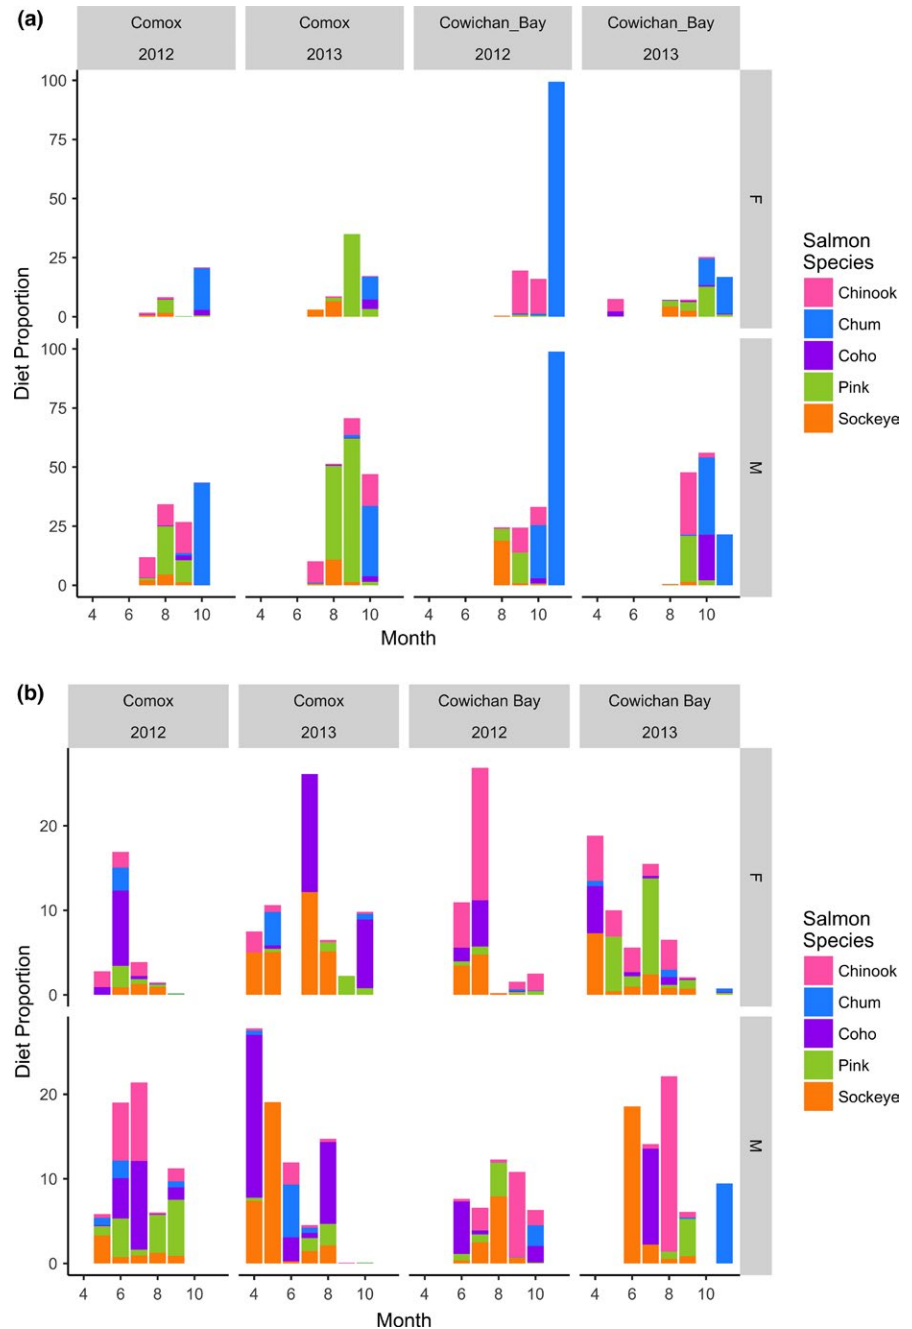 (a)
Comox
2012
Comox
2013
Cowichan_Bay
2012
Cowichan_Bay
2013
100
75
50
25
0
F
100
75
50
25
0
M
Diet Proportion
Diet Proportion
4 6 8 10
4 6 8 10
4 6 8 10
4 6 8 10
Month
Salmon
Species
Chinook
Chum
Coho
Pink
Sockeye
(b)
Comox
2012
Comox
2013
Cowichan Bay
2012
Cowichan Bay
2013
20
10
0
F
20
10
0
M
Diet Proportion
Diet Proportion
4 6 8 10
4 6 8 10
4 6 8 10
4 6 8 10
Month
Salmon
Species
Chinook
Chum
Coho
Pink
Sockeye